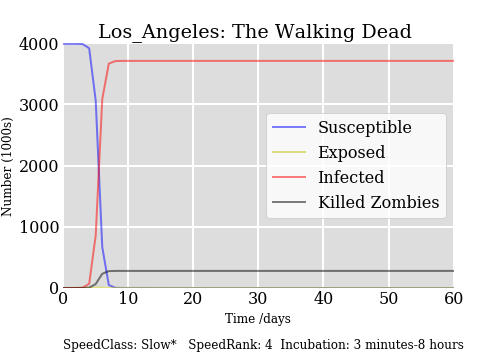 Los_Angeles: The Walking Dead
4000
3000
2000
1000
0
Number (1000s)
Susceptible
Exposed
Infected
Killed Zombies
0 10 20 30 40 50 60
Time /days
SpeedClass: Slow* SpeedRank: 4 Incubation: 3 minutes-8 hours